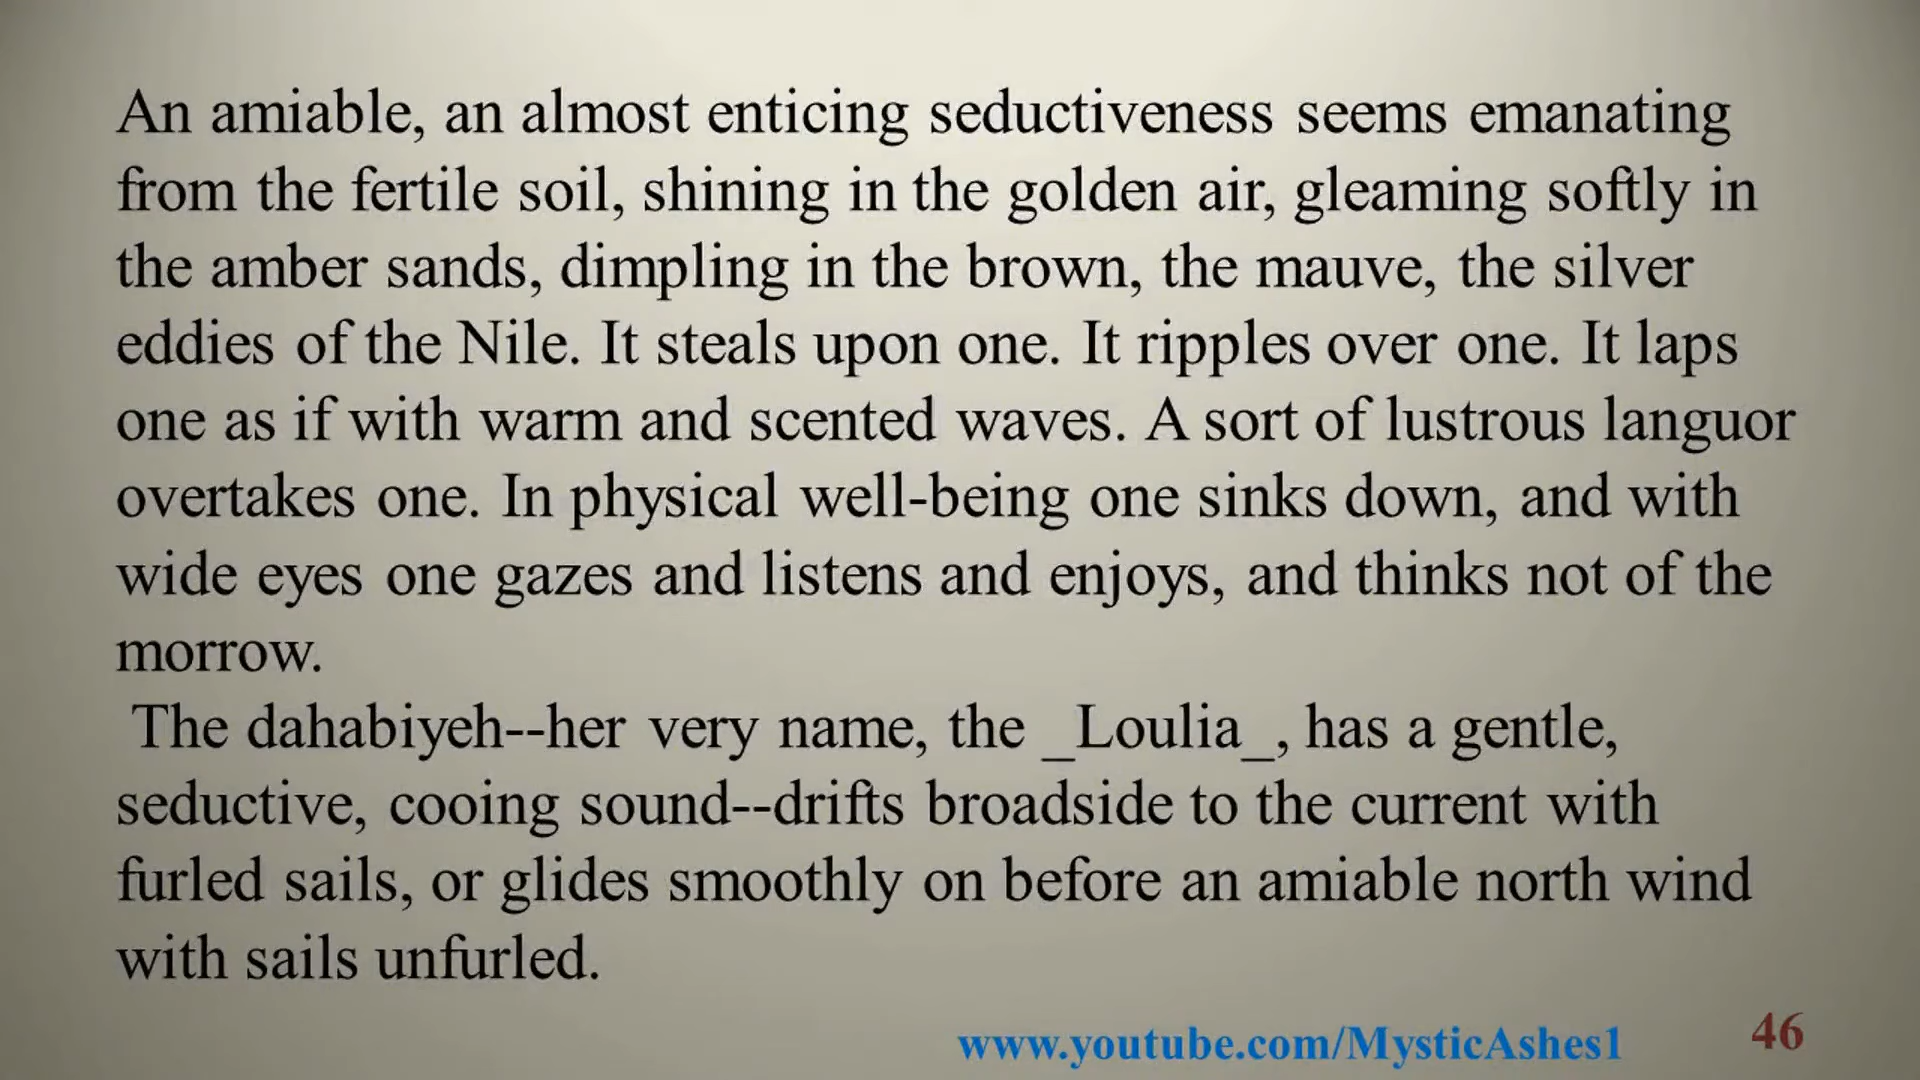 An amiable, an almost enticing seductiveness seems emanating
from the fertile soil, shining in the golden air, gleaming softly in
the amber sands, dimpling in the brown, the mauve, the silver
eddies of the Nile. It steals upon one. It ripples over one. It laps
one as if with warm and scented waves. A sort of lustrous languor
overtakes one. In physical well-being one sinks down, and with
wide eyes one gazes and listens and enjoys, and thinks not of the
morrow.
The dahabiyeh--her very name, the _Loulia_, has a gentle,
seductive, cooing sound--drifts broadside to the current with
furled sails, or glides smoothly on before an amiable north wind
with sails unfurled.
www.youtube.com/MysticAshes1
46